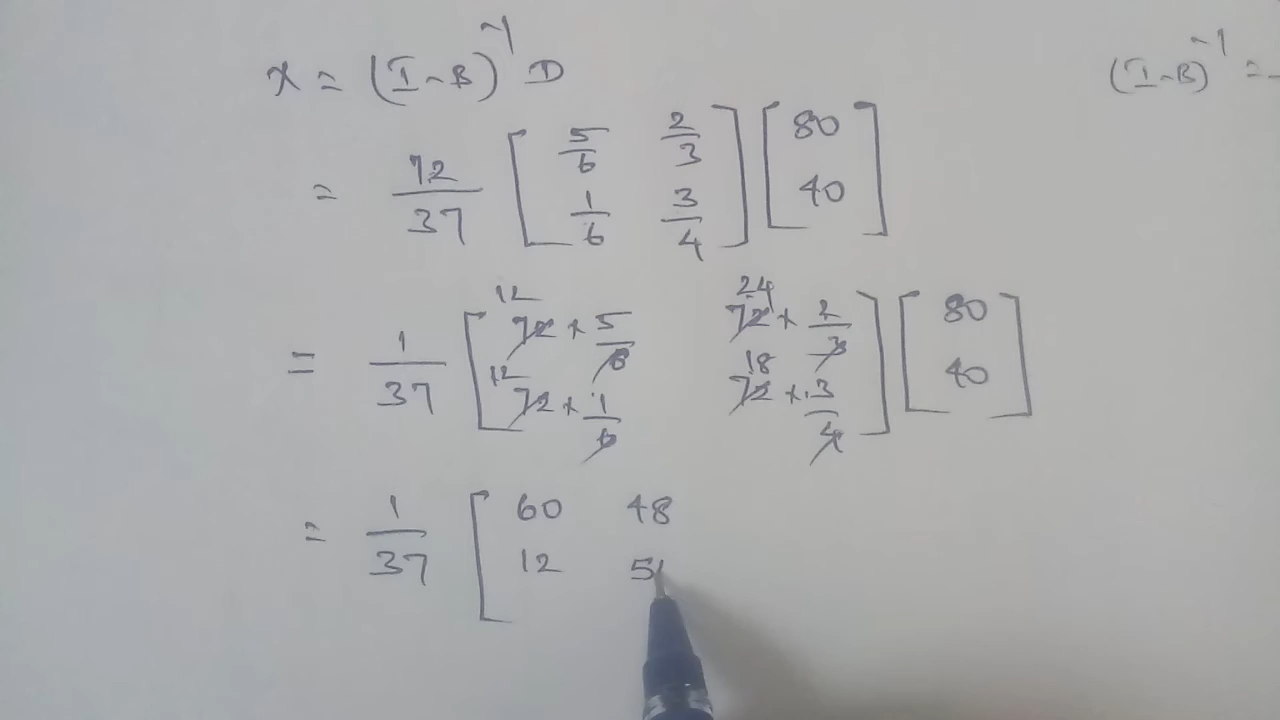 X = (I - B)^-1 D
(I - B)^-1 =
= 72/37 [ 5/6 2/3 ; 1/6 3/4 ] [ 80 ; 40 ]
= 1/37 [ 72 × 5/6 72 × 2/3 ; 72 × 1/6 72 × 3/4 ] [ 80 ; 40 ]
12 24
12 18
= 1/37 [ 60 48 ; 12 5